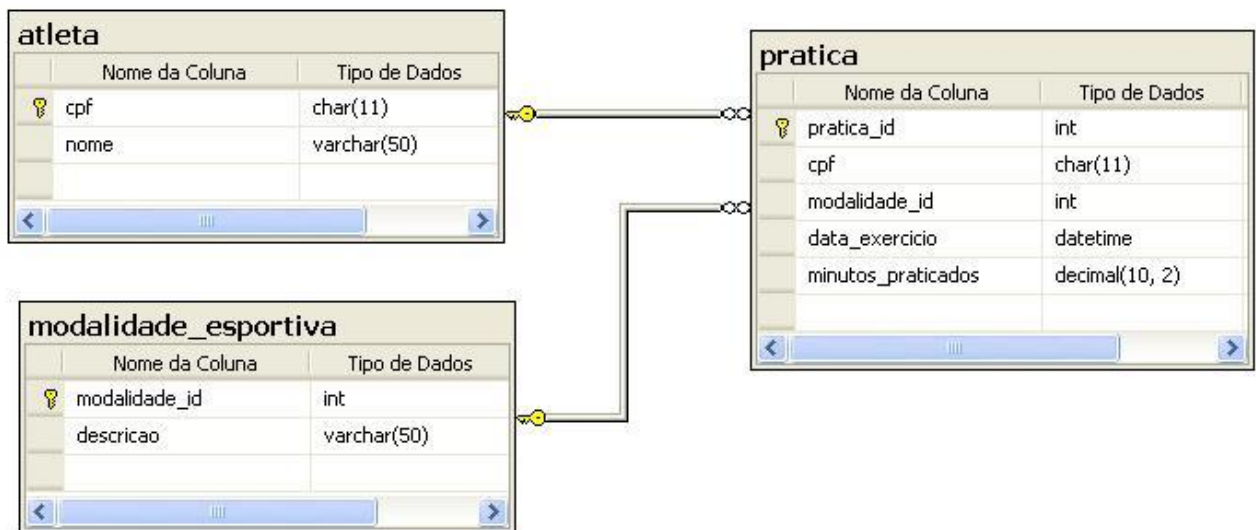 atleta
Nome da Coluna Tipo de Dados
cpf char(11)
nome varchar(50)
pratica
Nome da Coluna Tipo de Dados
pratica_id int
cpf char(11)
modalidade_id int
data_exercicio datetime
minutos_praticados decimal(10, 2)
modalidade_esportiva
Nome da Coluna Tipo de Dados
modalidade_id int
descricao varchar(50)